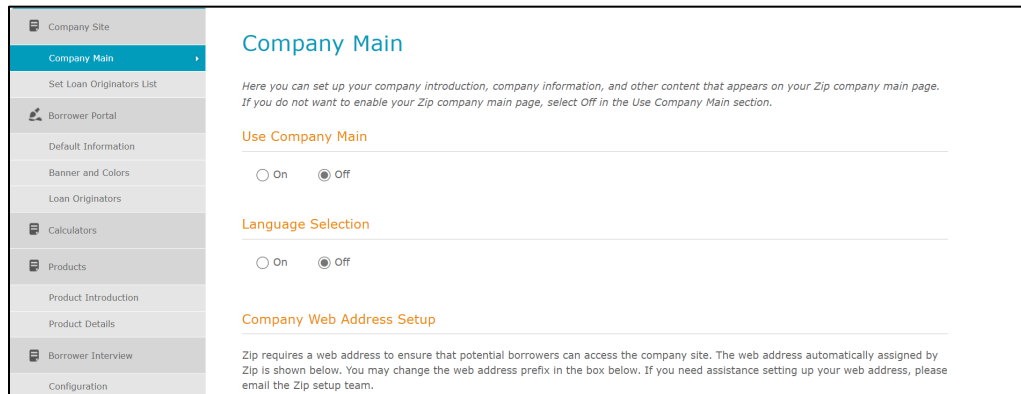 Company Site
Company Main
Set Loan Originators List
Borrower Portal
Default Information
Banner and Colors
Loan Originators
Calculators
Products
Product Introduction
Product Details
Borrower Interview
Configuration
Company Main
Here you can set up your company introduction, company information, and other content that appears on your Zip company main page.
If you do not want to enable your Zip company main page, select Off in the Use Company Main section.
Use Company Main
On Off
Language Selection
On Off
Company Web Address Setup
Zip requires a web address to ensure that potential borrowers can access the company site. The web address automatically assigned by
Zip is shown below. You may change the web address prefix in the box below. If you need assistance setting up your web address, please
email the Zip setup team.